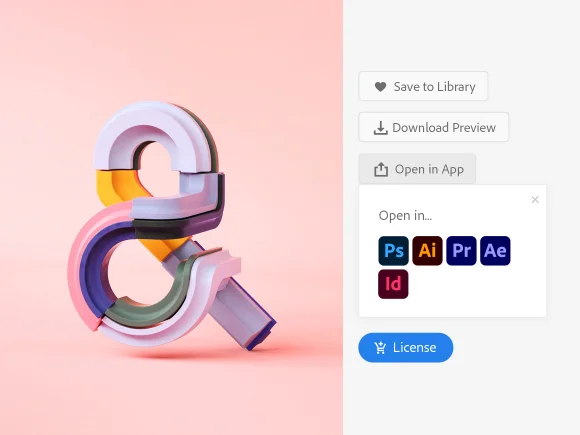 &
Save to Library
Download Preview
Open in App
Open in...
Ps Ai Pr Ae
Id
License